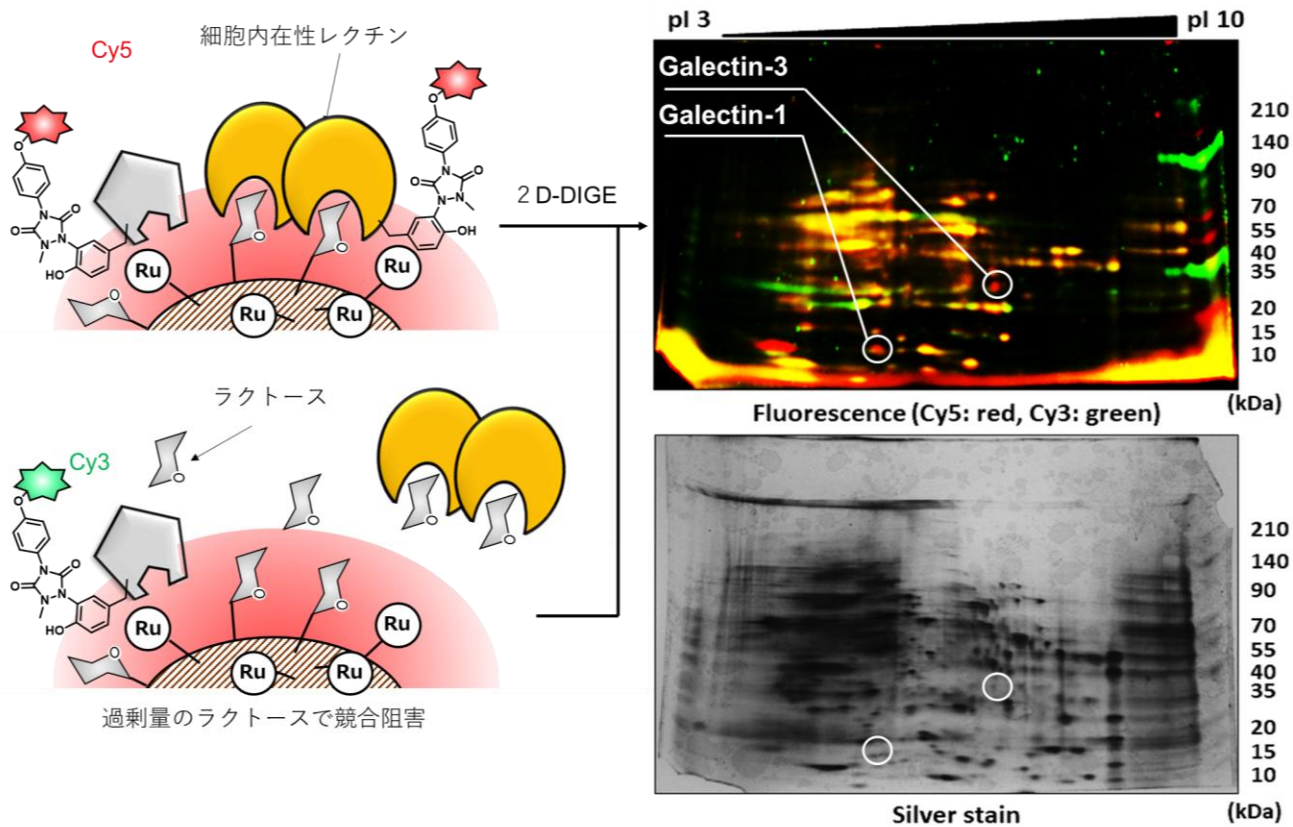 Cy5
細胞内在性レクチン
O
O
N
O
N
O
N
N
HO
O
O
N
O
N
O
N
N
OH
Ru
Ru
Ru
Ru
O
O
O
2 D-DIGE
ラクトース
Cy3
O
O
N
O
N
O
N
N
HO
O
O
O
O
O
O
O
Ru
Ru
Ru
Ru
過剰量のラクトースで競合阻害
pI 3
pI 10
Galectin-3
Galectin-1
210
140
90
70
55
40
35
20
15
10
(kDa)
Fluorescence (Cy5: red, Cy3: green)
210
140
90
70
55
40
35
20
15
10
(kDa)
Silver stain